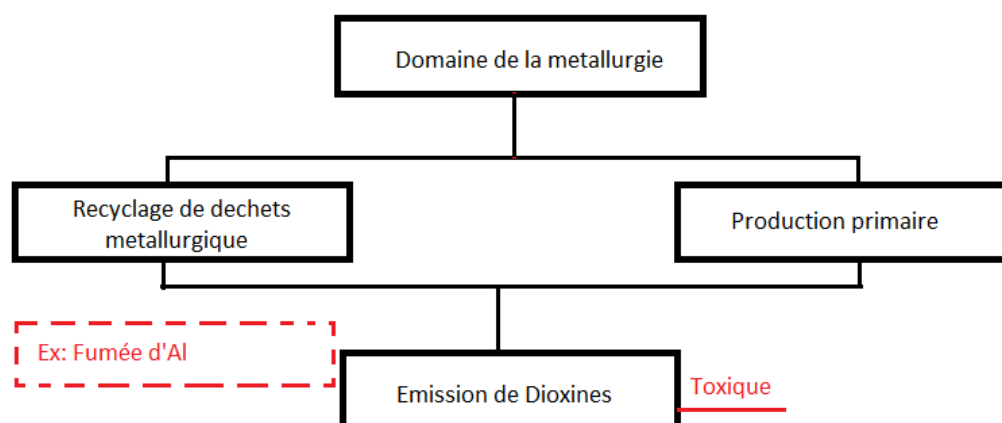 Domaine de la metallurgie
Recyclage de dechets
metallurgique
Production primaire
Ex: Fumée d'Al
Emission de Dioxines
Toxique